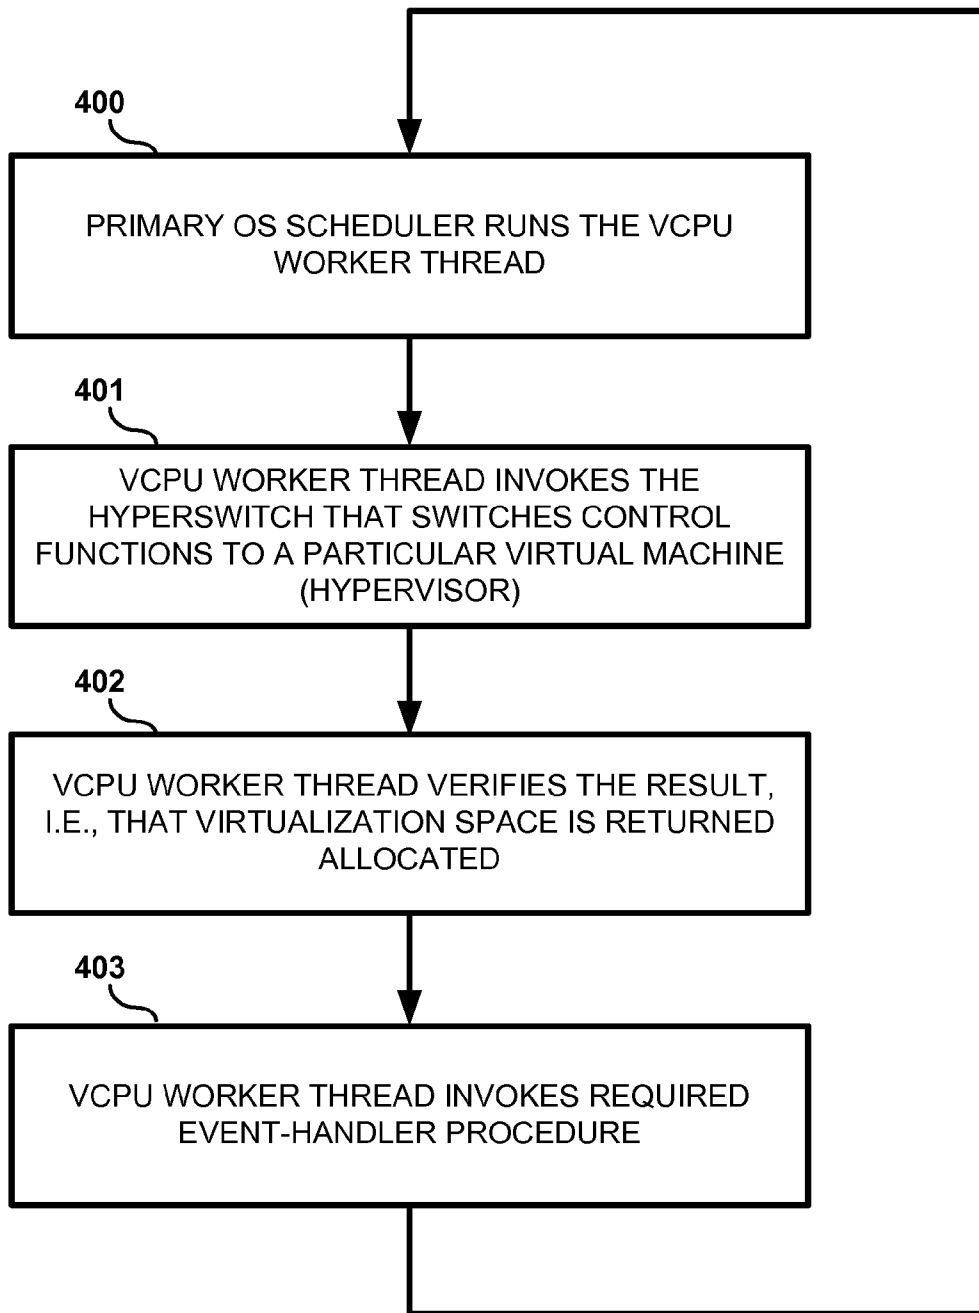 400
PRIMARY OS SCHEDULER RUNS THE VCPU
WORKER THREAD
401
VCPU WORKER THREAD INVOKES THE
HYPERSWITCH THAT SWITCHES CONTROL
FUNCTIONS TO A PARTICULAR VIRTUAL MACHINE
(HYPERVISOR)
402
VCPU WORKER THREAD VERIFIES THE RESULT,
I.E., THAT VIRTUALIZATION SPACE IS RETURNED
ALLOCATED
403
VCPU WORKER THREAD INVOKES REQUIRED
EVENT-HANDLER PROCEDURE